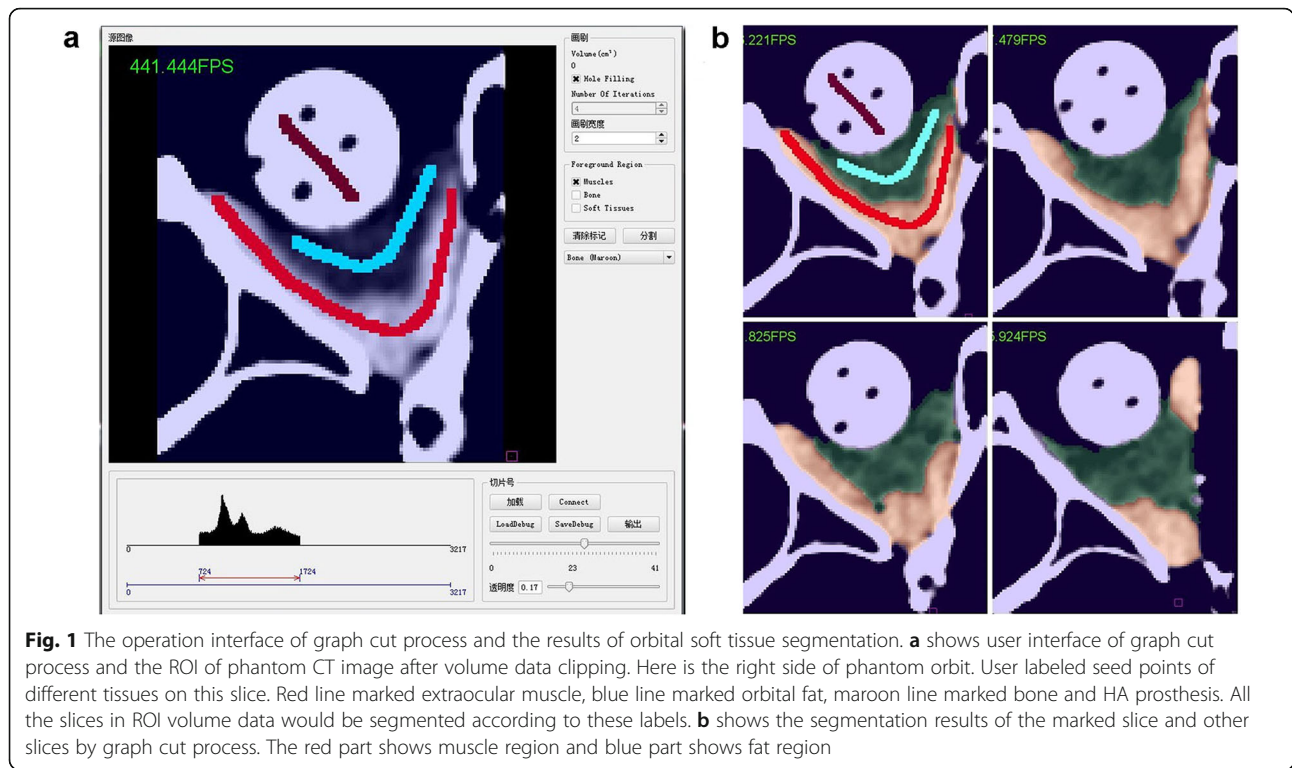 a
源图像
441.444FPS
画刷
Volume(cm³)
0
Hole Filling
Number Of Iterations
4
画刷宽度
2
Foreground Region
Muscles
Bone
Soft Tissues
清除标记 分割
Bone (Maroon)
0 3217
724 1724
0 3217
切片号
加载 Connect
LoadDebug SaveDebug 输出
0 23 41
透明度 0.17
b
.221FPS
.479FPS
.825FPS
.924FPS
Fig. 1 The operation interface of graph cut process and the results of orbital soft tissue segmentation. a shows user interface of graph cut
process and the ROI of phantom CT image after volume data clipping. Here is the right side of phantom orbit. User labeled seed points of
different tissues on this slice. Red line marked extraocular muscle, blue line marked orbital fat, maroon line marked bone and HA prosthesis. All
the slices in ROI volume data would be segmented according to these labels. b shows the segmentation results of the marked slice and other
slices by graph cut process. The red part shows muscle region and blue part shows fat region